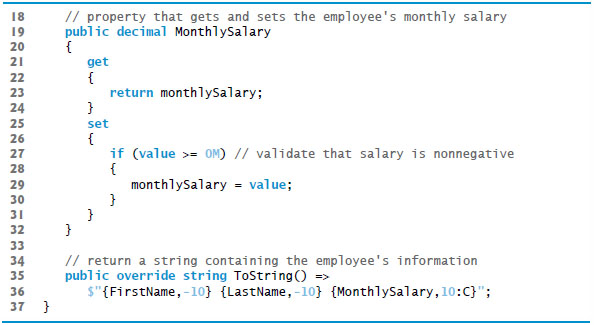 18 // property that gets and sets the employee's monthly salary
19 public decimal MonthlySalary
20 {
21 get
22 {
23 return monthlySalary;
24 }
25 set
26 {
27 if (value >= 0M) // validate that salary is nonnegative
28 {
29 monthlySalary = value;
30 }
31 }
32 }
33
34 // return a string containing the employee's information
35 public override string ToString() =>
36 $"{FirstName,-10} {LastName,-10} {MonthlySalary,10:C}";
37 }